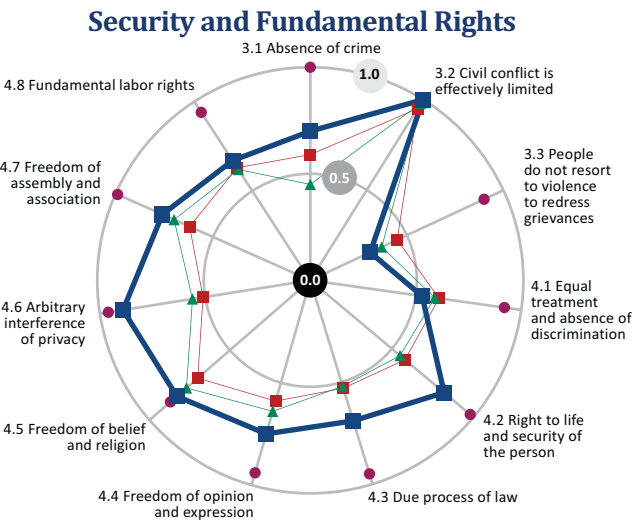 Security and Fundamental Rights
3.1 Absence of crime
1.0
3.2 Civil conflict is
effectively limited
4.8 Fundamental labor rights
3.3 People
do not resort
to violence
to redress
grievances
4.7 Freedom of
assembly and
association
0.5
0.0
4.1 Equal
treatment
and absence of
discrimination
4.6 Arbitrary
interference
of privacy
4.2 Right to life
and security of
the person
4.5 Freedom of belief
and religion
4.4 Freedom of opinion
and expression
4.3 Due process of law